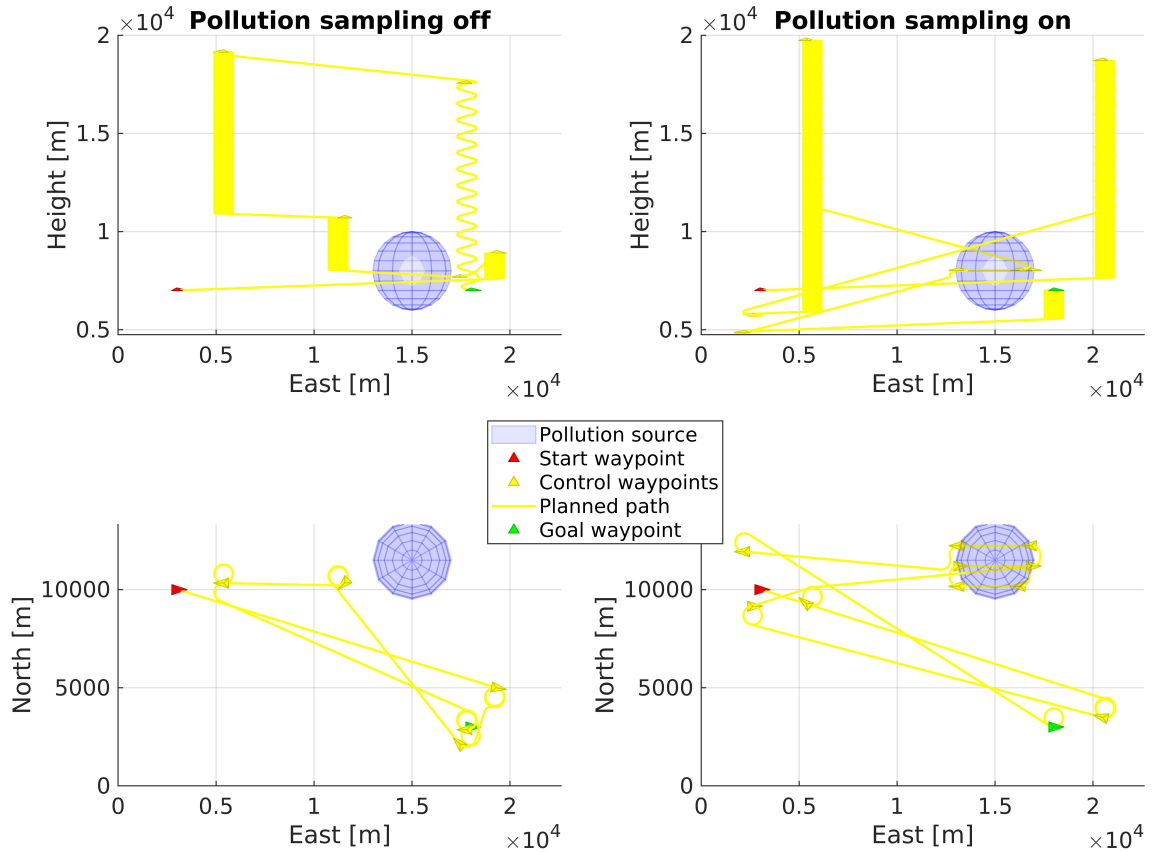 Pollution sampling off
×10⁴
2
1.5
1
0.5
Height [m]
0 0.5 1 1.5 2
East [m]
×10⁴
Pollution sampling on
×10⁴
2
1.5
1
0.5
Height [m]
0 0.5 1 1.5 2
East [m]
×10⁴
Pollution source
Start waypoint
Control waypoints
Planned path
Goal waypoint
10000
5000
0
North [m]
0 0.5 1 1.5 2
East [m]
×10⁴
10000
5000
0
North [m]
0 0.5 1 1.5 2
East [m]
×10⁴